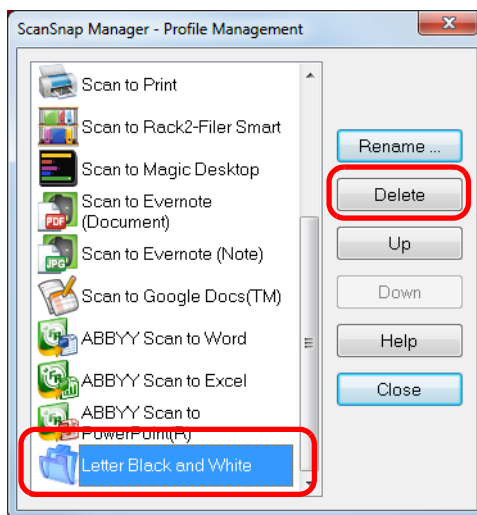 ScanSnap Manager - Profile Management
Scan to Print
Scan to Rack2-Filer Smart
Scan to Magic Desktop
Scan to Evernote
(Document)
Scan to Evernote (Note)
Scan to Google Docs(TM)
ABBYY Scan to Word
ABBYY Scan to Excel
ABBYY Scan to
PowerPoint(R)
Letter Black and White
Rename ...
Delete
Up
Down
Help
Close
PDF
JPG